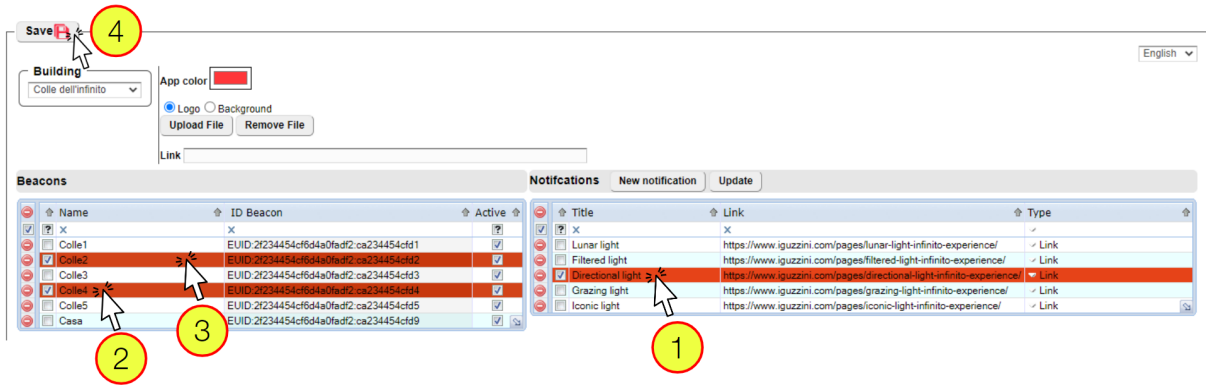 Save
4
English
Building
Colle dell'infinito
App color
Logo Background
Upload File Remove File
Link
Beacons
Name ID Beacon Active
? X X ?
Colle1 EUID:2f234454cf6d4a0fadf2:ca234454cfd1
Colle2 EUID:2f234454cf6d4a0fadf2:ca234454cfd2
Colle3 EUID:2f234454cf6d4a0fadf2:ca234454cfd3
Colle4 EUID:2f234454cf6d4a0fadf2:ca234454cfd4
Colle5 EUID:2f234454cf6d4a0fadf2:ca234454cfd5
Casa EUID:2f234454cf6d4a0fadf2:ca234454cfd9
2
3
Notifcations New notification Update
Title Link Type
? X X
Lunar light https://www.iguzzini.com/pages/lunar-light-infinito-experience/ Link
Filtered light https://www.iguzzini.com/pages/filtered-light-infinito-experience/ Link
Directional light https://www.iguzzini.com/pages/directional-light-infinito-experience/ Link
Grazing light https://www.iguzzini.com/pages/grazing-light-infinito-experience/ Link
Iconic light https://www.iguzzini.com/pages/iconic-light-infinito-experience/ Link
1